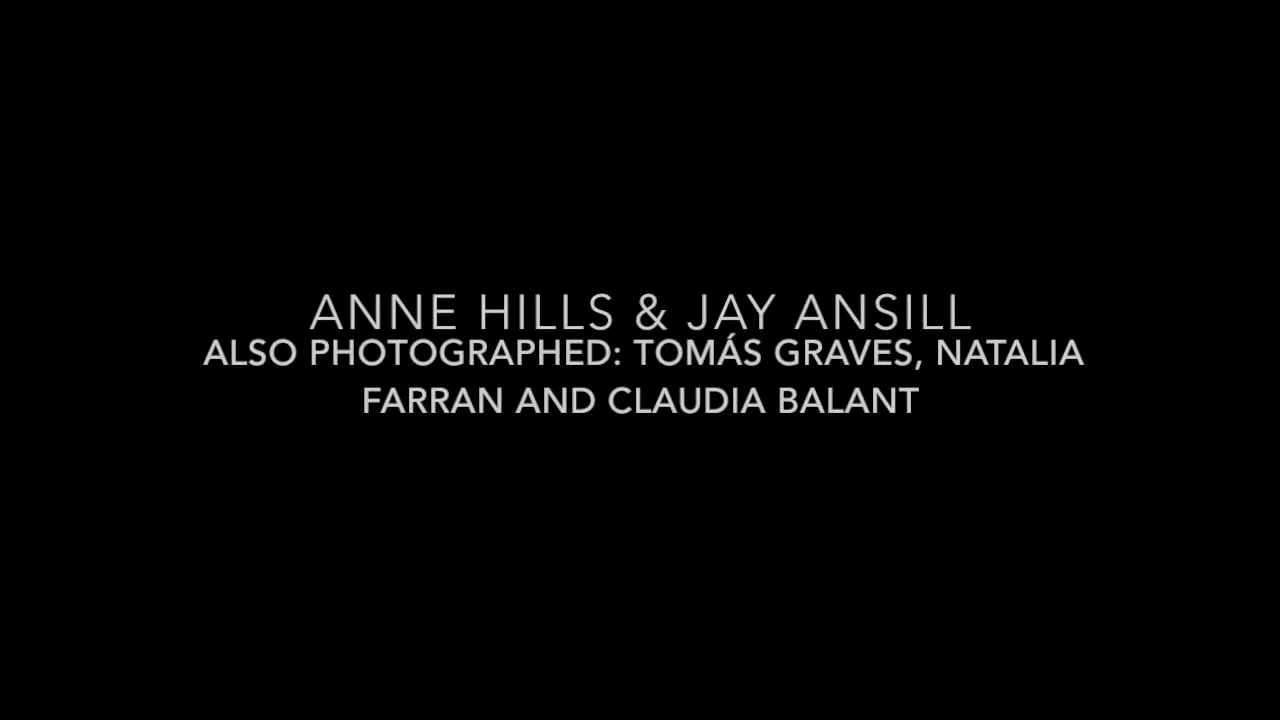 ANNE HILLS & JAY ANSILL
ALSO PHOTOGRAPHED: TOMÁS GRAVES, NATALIA
FARRAN AND CLAUDIA BALANT